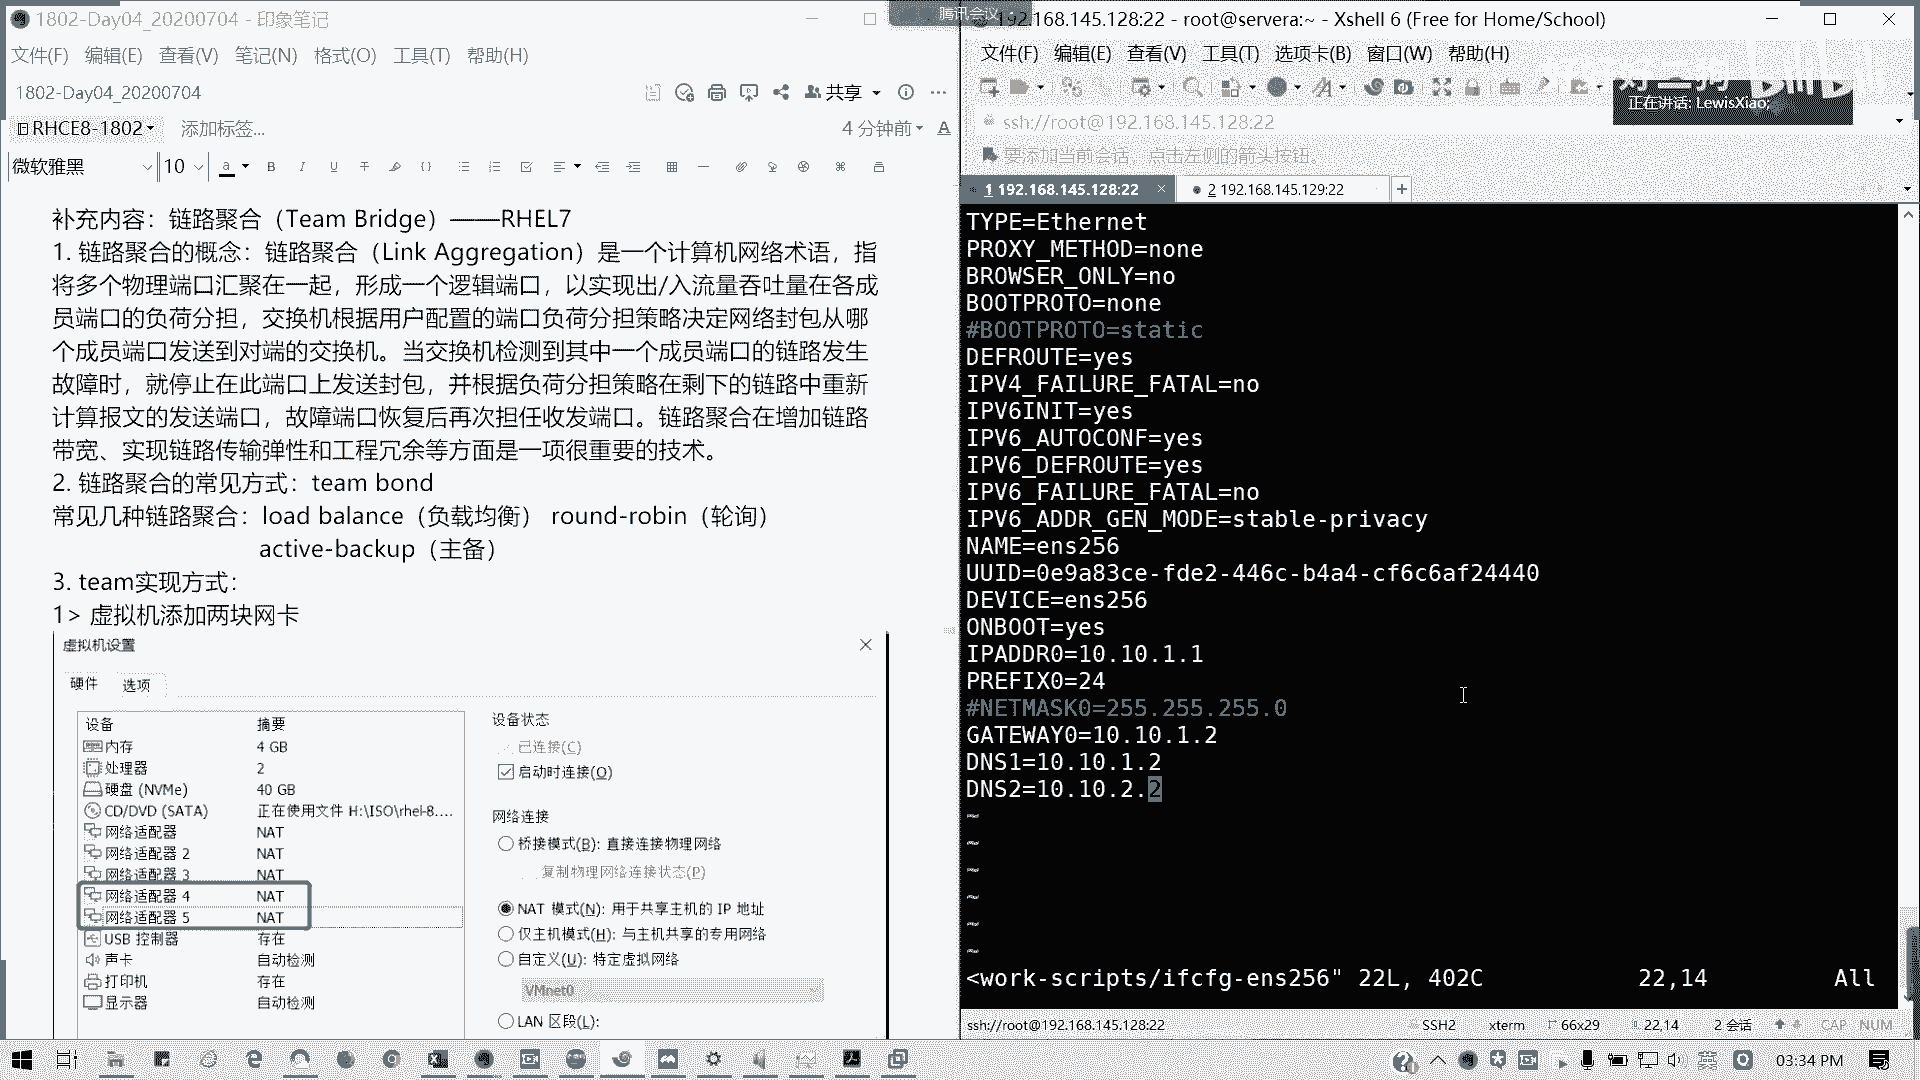 1802-Day04_20200704 - 印象笔记
文件(F) 编辑(E) 查看(V) 笔记(N) 格式(O) 工具(T) 帮助(H)
1802-Day04_20200704
共享
RHCE8-1802
添加标签...
4 分钟前
微软雅黑 10
补充内容：链路聚合（Team Bridge）——RHEL7
1. 链路聚合的概念：链路聚合（Link Aggregation）是一个计算机网络术语，指
将多个物理端口汇聚在一起，形成一个逻辑端口，以实现出/入流量吞吐量在各成
员端口的负荷分担，交换机根据用户配置的端口负荷分担策略决定网络封包从哪
个成员端口发送到对端的交换机。当交换机检测到其中一个成员端口的链路发生
故障时，就停止在此端口上发送封包，并根据负荷分担策略在剩下的链路中重新
计算报文的发送端口，故障端口恢复后再次担任收发端口。链路聚合在增加链路
带宽、实现链路传输弹性和工程冗余等方面是一项很重要的技术。
2. 链路聚合的常见方式：team bond
常见几种链路聚合：load balance（负载均衡） round-robin（轮询）
active-backup（主备）
3. team实现方式：
1> 虚拟机添加两块网卡
虚拟机设置
硬件 选项
设备 摘要
内存 4 GB
处理器 2
硬盘 (NVMe) 40 GB
CD/DVD (SATA) 正在使用文件 H:\ISO\rhel-8....
网络适配器 NAT
网络适配器 2 NAT
网络适配器 3 NAT
网络适配器 4 NAT
网络适配器 5 NAT
USB 控制器 存在
声卡 自动检测
打印机 存在
显示器 自动检测
设备状态
已连接(C)
启动时连接(O)
网络连接
桥接模式(B)：直接连接物理网络
复制物理网络连接状态(P)
NAT 模式(N)：用于共享主机的 IP 地址
仅主机模式(H)：与主机共享的专用网络
自定义(U)：特定虚拟网络
VMnet0
LAN 区段(L)：
腾讯会议
192.168.145.128:22 - root@servera:~ - Xshell 6 (Free for Home/School)
文件(F) 编辑(E) 查看(V) 工具(T) 选项卡(B) 窗口(W) 帮助(H)
正在讲话: LewisXiao;
ssh://root@192.168.145.128:22
要添加当前会话，点击左侧的箭头按钮。
1 192.168.145.128:22
2 192.168.145.129:22
TYPE=Ethernet
PROXY_METHOD=none
BROWSER_ONLY=no
BOOTPROTO=none
#BOOTPROTO=static
DEFROUTE=yes
IPV4_FAILURE_FATAL=no
IPV6INIT=yes
IPV6_AUTOCONF=yes
IPV6_DEFROUTE=yes
IPV6_FAILURE_FATAL=no
IPV6_ADDR_GEN_MODE=stable-privacy
NAME=ens256
UUID=0e9a83ce-fde2-446c-b4a4-cf6c6af24440
DEVICE=ens256
ONBOOT=yes
IPADDR0=10.10.1.1
PREFIX0=24
#NETMASK0=255.255.255.0
GATEWAY0=10.10.1.2
DNS1=10.10.1.2
DNS2=10.10.2.2
~
~
~
~
~
~
<work-scripts/ifcfg-ens256" 22L, 402C 22,14 All
ssh://root@192.168.145.128:22 SSH2 xterm 66x29 22,14 2 会话 CAP NUM
英
03:34 PM